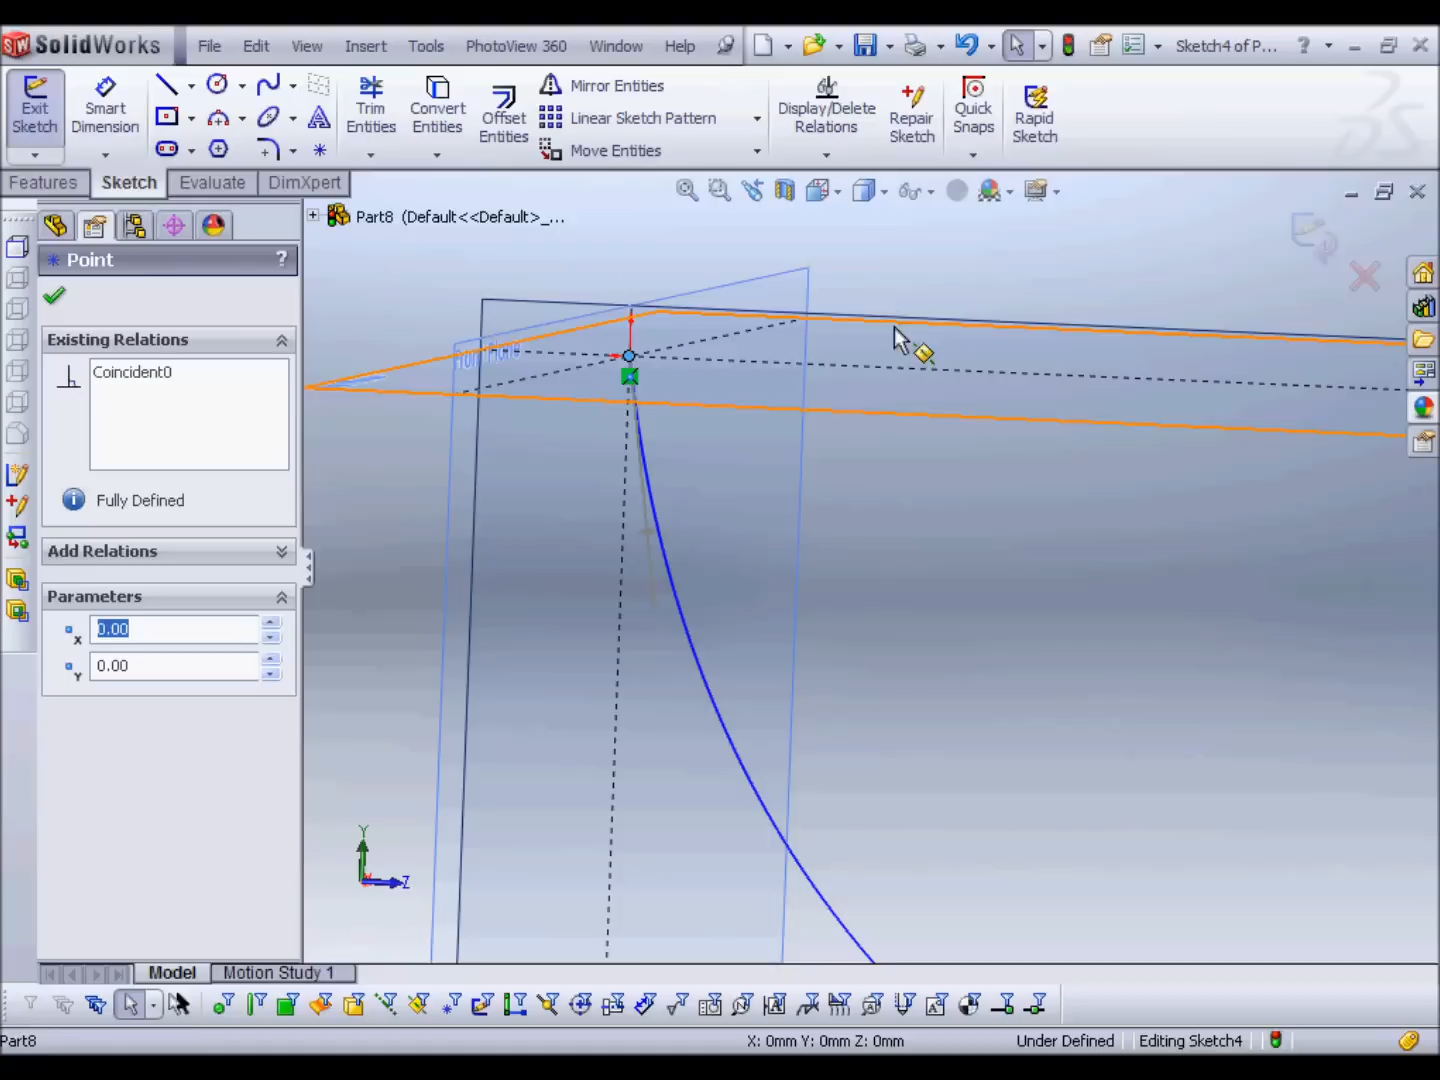 SolidWorks File Edit View Insert Tools PhotoView 360 Window Help Sketch4 of P... ?
Exit Sketch
Smart Dimension
Trim Entities
Convert Entities
Offset Entities
Mirror Entities
Linear Sketch Pattern
Move Entities
Display/Delete Relations
Repair Sketch
Quick Snaps
Rapid Sketch
Features Sketch Evaluate DimXpert
Part8 (Default<<Default>_...
Point ?
Existing Relations
Coincident0
Fully Defined
Add Relations
Parameters
X 0.00
Y 0.00
Y
Z
Model Motion Study 1
Part8 X: 0mm Y: 0mm Z: 0mm Under Defined Editing Sketch4